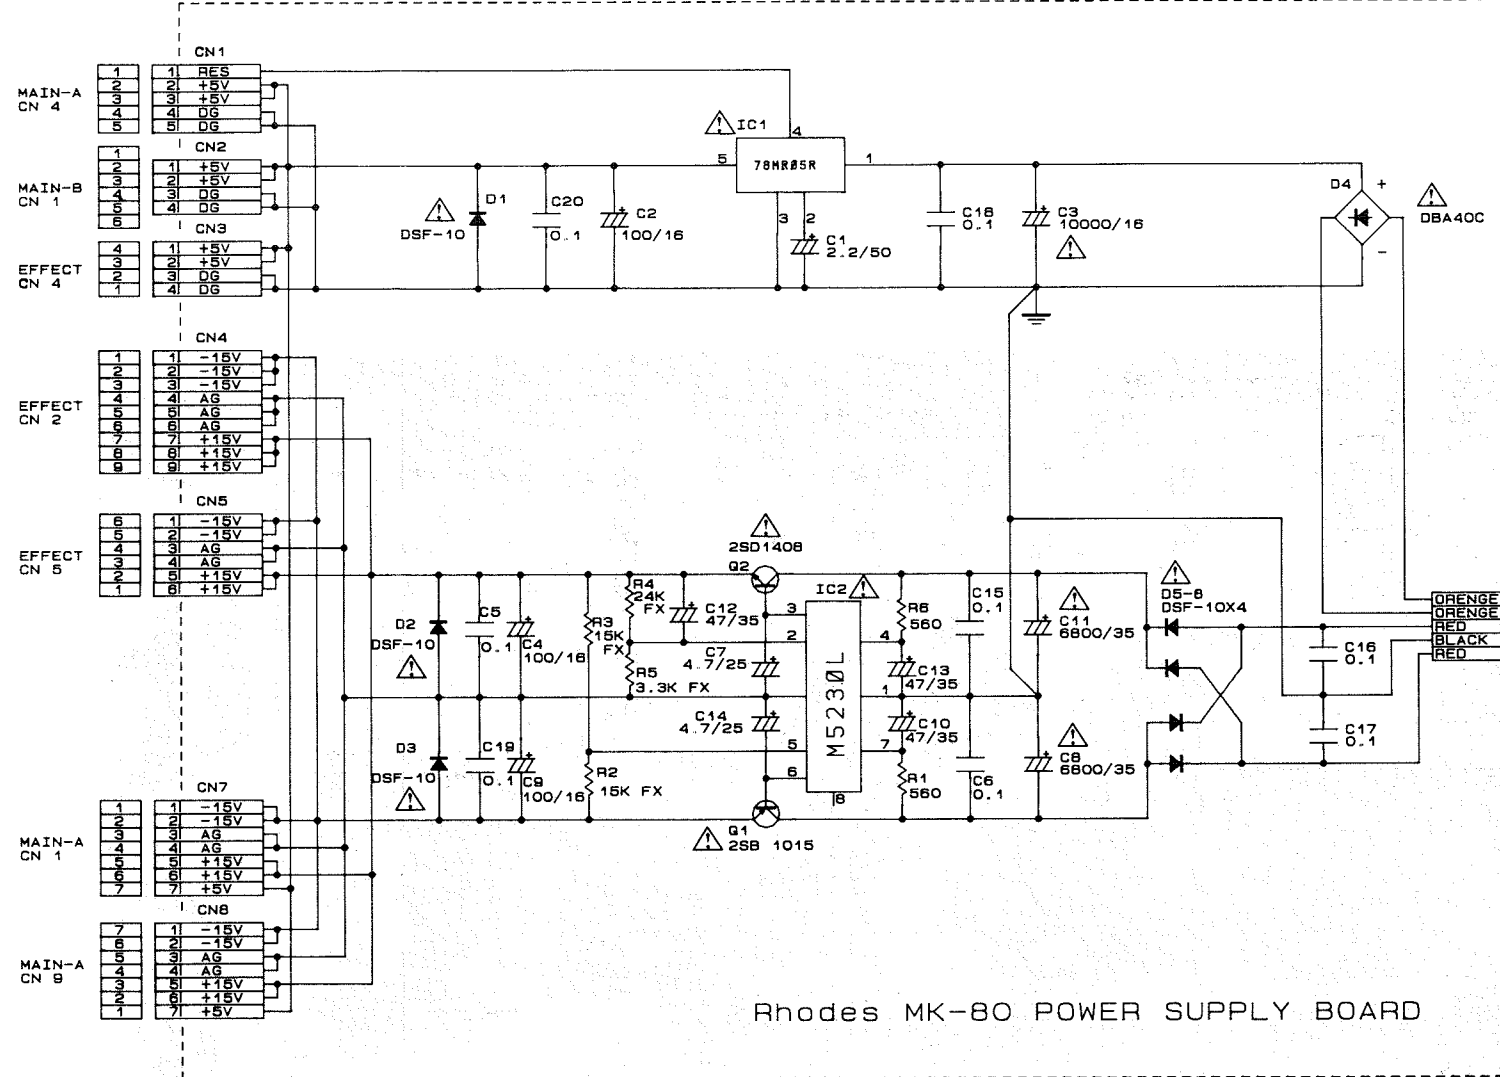 CN1
MAIN-A
CN 4
1 1 RES
2 2 +5V
3 3 +5V
4 4 DG
5 5 DG
CN2
MAIN-B
CN 1
1
2 1 +5V
3 2 +5V
4 3 DG
5 4 DG
6
CN3
EFFECT
CN 4
4 1 +5V
3 2 +5V
2 3 DG
1 4 DG
CN4
EFFECT
CN 2
1 1 -15V
2 2 -15V
3 3 -15V
4 4 AG
5 5 AG
6 6 AG
7 7 +15V
8 8 +15V
9 9 +15V
CN5
EFFECT
CN 5
6 1 -15V
5 2 -15V
4 3 AG
3 4 AG
2 5 +15V
1 6 +15V
CN7
MAIN-A
CN 1
1 1 -15V
2 2 -15V
3 3 AG
4 4 AG
5 5 +15V
6 6 +15V
7 7 +5V
CN8
MAIN-A
CN 9
7 1 -15V
6 2 -15V
5 3 AG
4 4 AG
3 5 +15V
2 6 +15V
1 7 +5V
! IC1
4
5 78MR05R 1
3 2
! D1
DSF-10
C20
0.1
C2
100/16
C1
2.2/50
C18
0.1
C3
10000/16
!
D4 +
-
!
DBA40C
!
2SD1408
Q2
IC2 !
M5230L
3
2
5
6
4
1
7
8
D2
DSF-10
!
C5
0.1
C4
100/16
R3
15K
FX
R4
24K
FX
R5
3.3K FX
C12
47/35
C7
4.7/25
C14
4.7/25
D3
DSF-10
!
C19
0.1
C9
100/16
R2
15K FX
! Q1
2SB 1015
R6
560
C13
47/35
C10
47/35
R1
560
C15
0.1
C6
0.1
!
C11
6800/35
!
C8
6800/35
!
D5-8
DSF-10X4
C16
0.1
C17
0.1
ORENGE
ORENGE
RED
BLACK
RED
Rhodes MK-80 POWER SUPPLY BOARD